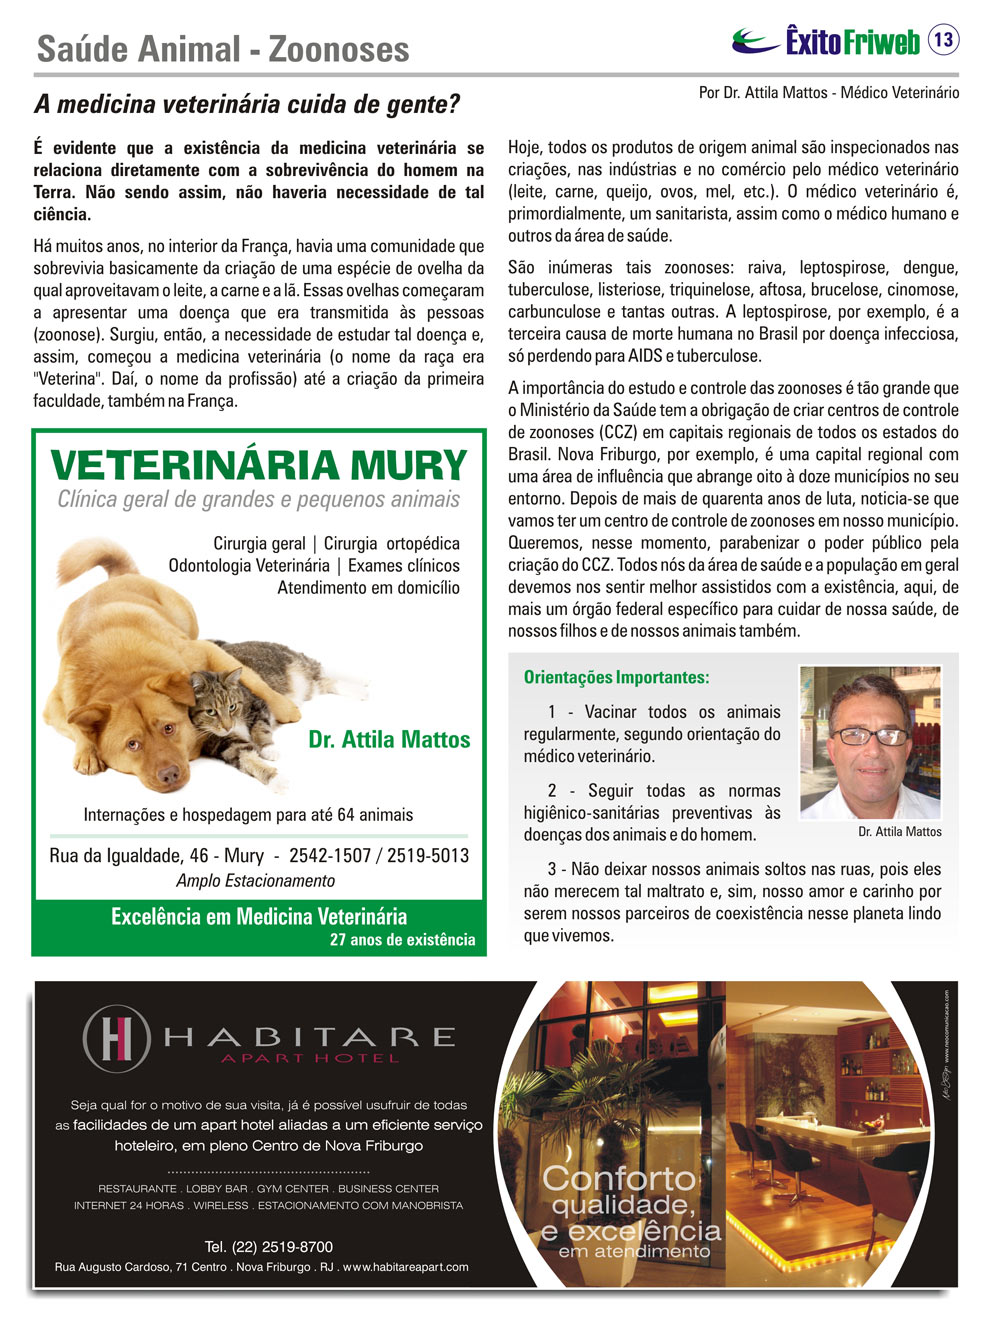 Saúde Animal - Zoonoses
ÊxitoFriweb 13
A medicina veterinária cuida de gente?
Por Dr. Attila Mattos - Médico Veterinário
É evidente que a existência da medicina veterinária se
relaciona diretamente com a sobrevivência do homem na
Terra. Não sendo assim, não haveria necessidade de tal
ciência.
Há muitos anos, no interior da França, havia uma comunidade que
sobrevivia basicamente da criação de uma espécie de ovelha da
qual aproveitavam o leite, a carne e a lã. Essas ovelhas começaram
a apresentar uma doença que era transmitida às pessoas
(zoonose). Surgiu, então, a necessidade de estudar tal doença e,
assim, começou a medicina veterinária (o nome da raça era
"Veterina". Daí, o nome da profissão) até a criação da primeira
faculdade, também na França.
VETERINÁRIA MURY
Clínica geral de grandes e pequenos animais
Cirurgia geral | Cirurgia ortopédica
Odontologia Veterinária | Exames clínicos
Atendimento em domicílio
Dr. Attila Mattos
Internações e hospedagem para até 64 animais
Rua da Igualdade, 46 - Mury - 2542-1507 / 2519-5013
Amplo Estacionamento
Excelência em Medicina Veterinária
27 anos de existência
Hoje, todos os produtos de origem animal são inspecionados nas
criações, nas indústrias e no comércio pelo médico veterinário
(leite, carne, queijo, ovos, mel, etc.). O médico veterinário é,
primordialmente, um sanitarista, assim como o médico humano e
outros da área de saúde.
São inúmeras tais zoonoses: raiva, leptospirose, dengue,
tuberculose, listeriose, triquinelose, aftosa, brucelose, cinomose,
carbunculose e tantas outras. A leptospirose, por exemplo, é a
terceira causa de morte humana no Brasil por doença infecciosa,
só perdendo para AIDS e tuberculose.
A importância do estudo e controle das zoonoses é tão grande que
o Ministério da Saúde tem a obrigação de criar centros de controle
de zoonoses (CCZ) em capitais regionais de todos os estados do
Brasil. Nova Friburgo, por exemplo, é uma capital regional com
uma área de influência que abrange oito à doze municípios no seu
entorno. Depois de mais de quarenta anos de luta, noticia-se que
vamos ter um centro de controle de zoonoses em nosso município.
Queremos, nesse momento, parabenizar o poder público pela
criação do CCZ. Todos nós da área de saúde e a população em geral
devemos nos sentir melhor assistidos com a existência, aqui, de
mais um órgão federal específico para cuidar de nossa saúde, de
nossos filhos e de nossos animais também.
Orientações Importantes:
1 - Vacinar todos os animais
regularmente, segundo orientação do
médico veterinário.
2 - Seguir todas as normas
higiênico-sanitárias preventivas às
doenças dos animais e do homem.
Dr. Attila Mattos
3 - Não deixar nossos animais soltos nas ruas, pois eles
não merecem tal maltrato e, sim, nosso amor e carinho por
serem nossos parceiros de coexistência nesse planeta lindo
que vivemos.
H HABITARE
APART HOTEL
Seja qual for o motivo de sua visita, já é possível usufruir de todas
as facilidades de um apart hotel aliadas a um eficiente serviço
hoteleiro, em pleno Centro de Nova Friburgo
RESTAURANTE . LOBBY BAR . GYM CENTER . BUSINESS CENTER
INTERNET 24 HORAS . WIRELESS . ESTACIONAMENTO COM MANOBRISTA
Tel. (22) 2519-8700
Rua Augusto Cardoso, 71 Centro . Nova Friburgo . RJ . www.habitareapart.com
Conforto
qualidade,
e excelência
em atendimento
www.neocomunicacao.com